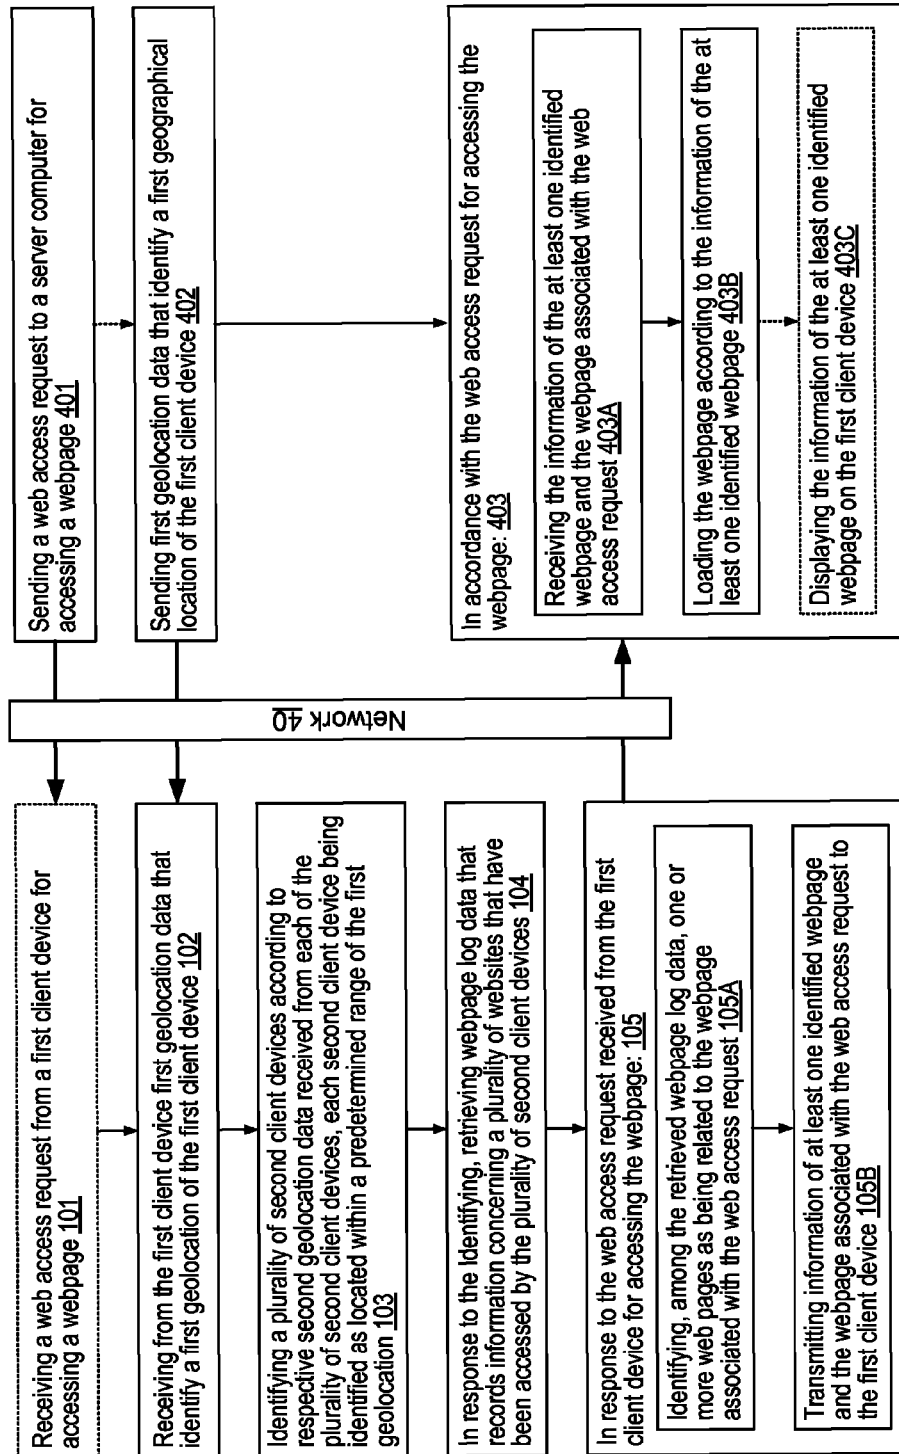 Receiving a web access request from a first client device for
accessing a webpage 101
Receiving from the first client device first geolocation data that
identify a first geolocation of the first client device 102
Identifying a plurality of second client devices according to
respective second geolocation data received from each of the
plurality of second client devices, each second client device being
identified as located within a predetermined range of the first
geolocation 103
In response to the Identifying, retrieving webpage log data that
records information concerning a plurality of websites that have
been accessed by the plurality of second client devices 104
In response to the web access request received from the first
client device for accessing the webpage: 105
Identifying, among the retrieved webpage log data, one or
more web pages as being related to the webpage
associated with the web access request 105A
Transmitting information of at least one identified webpage
and the webpage associated with the web access request to
the first client device 105B
Network 40
Sending a web access request to a server computer for
accessing a webpage 401
Sending first geolocation data that identify a first geographical
location of the first client device 402
In accordance with the web access request for accessing the
webpage: 403
Receiving the information of the at least one identified
webpage and the webpage associated with the web
access request 403A
Loading the webpage according to the information of the at
least one identified webpage 403B
Displaying the information of the at least one identified
webpage on the first client device 403C